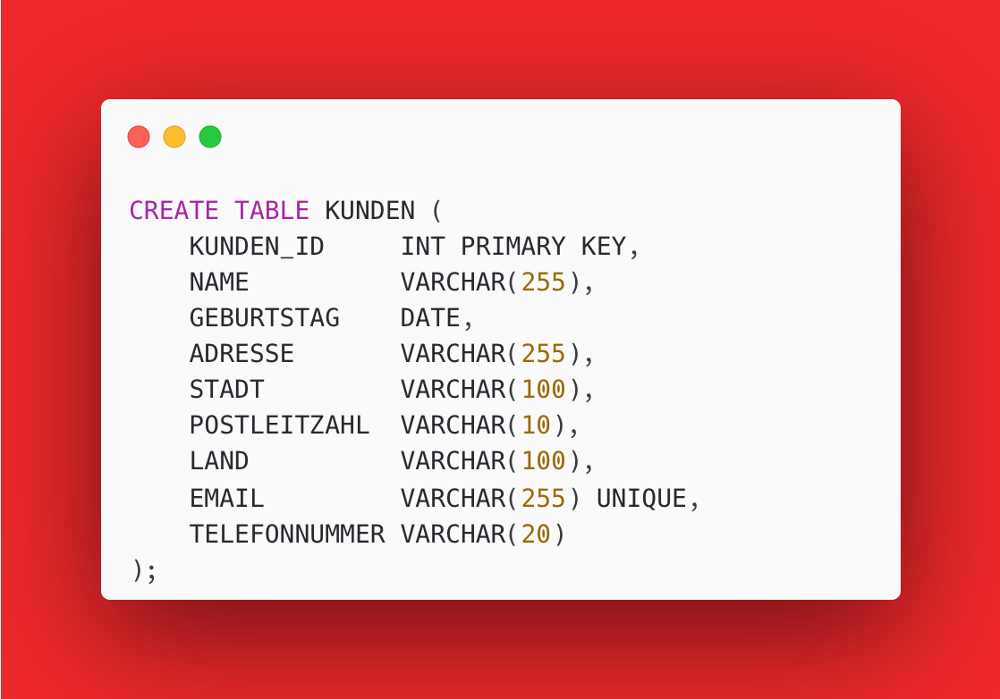 CREATE TABLE KUNDEN (
    KUNDEN_ID     INT PRIMARY KEY,
    NAME          VARCHAR(255),
    GEBURTSTAG    DATE,
    ADRESSE       VARCHAR(255),
    STADT         VARCHAR(100),
    POSTLEITZAHL  VARCHAR(10),
    LAND          VARCHAR(100),
    EMAIL         VARCHAR(255) UNIQUE,
    TELEFONNUMMER VARCHAR(20)
);